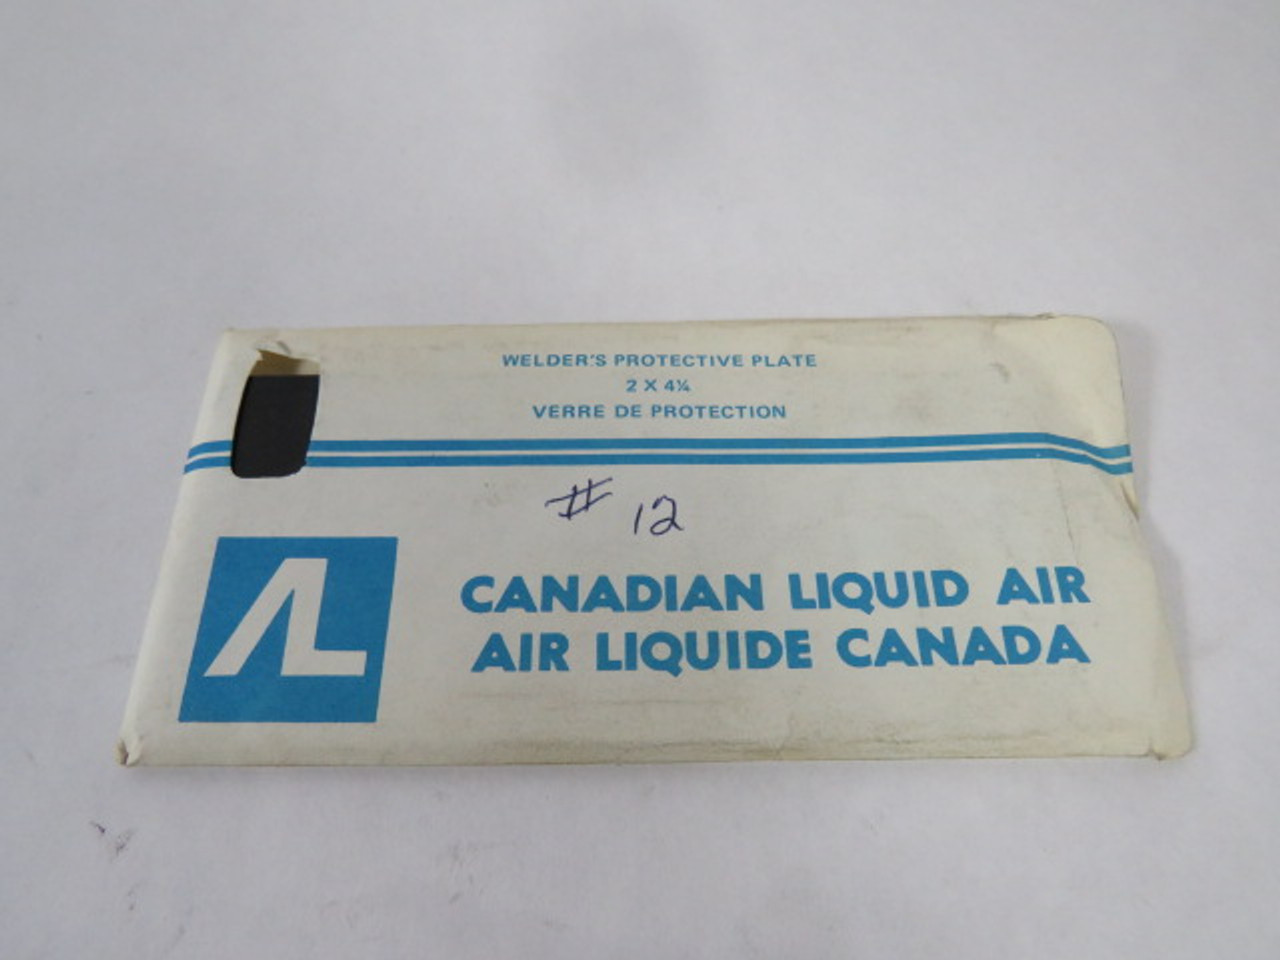 WELDER'S PROTECTIVE PLATE
2 X 4¼
VERRE DE PROTECTION
# 12
AL
CANADIAN LIQUID AIR
AIR LIQUIDE CANADA